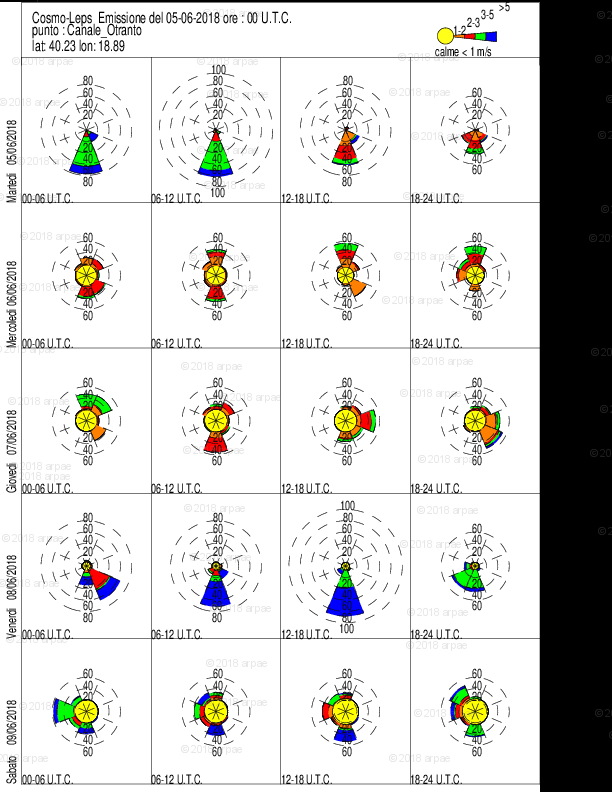 Cosmo-Leps Emissione del 05-06-2018 ore : 00 U.T.C.
punto : Canale_Otranto
lat: 40.23 lon: 18.89
1-2 2-3 3-5 >5
calme < 1 m/s
Martedi 05/06/2018
00-06 U.T.C. 06-12 U.T.C. 12-18 U.T.C. 18-24 U.T.C.
Mercoledi 06/06/2018
00-06 U.T.C. 06-12 U.T.C. 12-18 U.T.C. 18-24 U.T.C.
Giovedi 07/06/2018
00-06 U.T.C. 06-12 U.T.C. 12-18 U.T.C. 18-24 U.T.C.
Venerdi 08/06/2018
00-06 U.T.C. 06-12 U.T.C. 12-18 U.T.C. 18-24 U.T.C.
Sabato 09/06/2018
00-06 U.T.C. 06-12 U.T.C. 12-18 U.T.C. 18-24 U.T.C.
© 2018 arpae